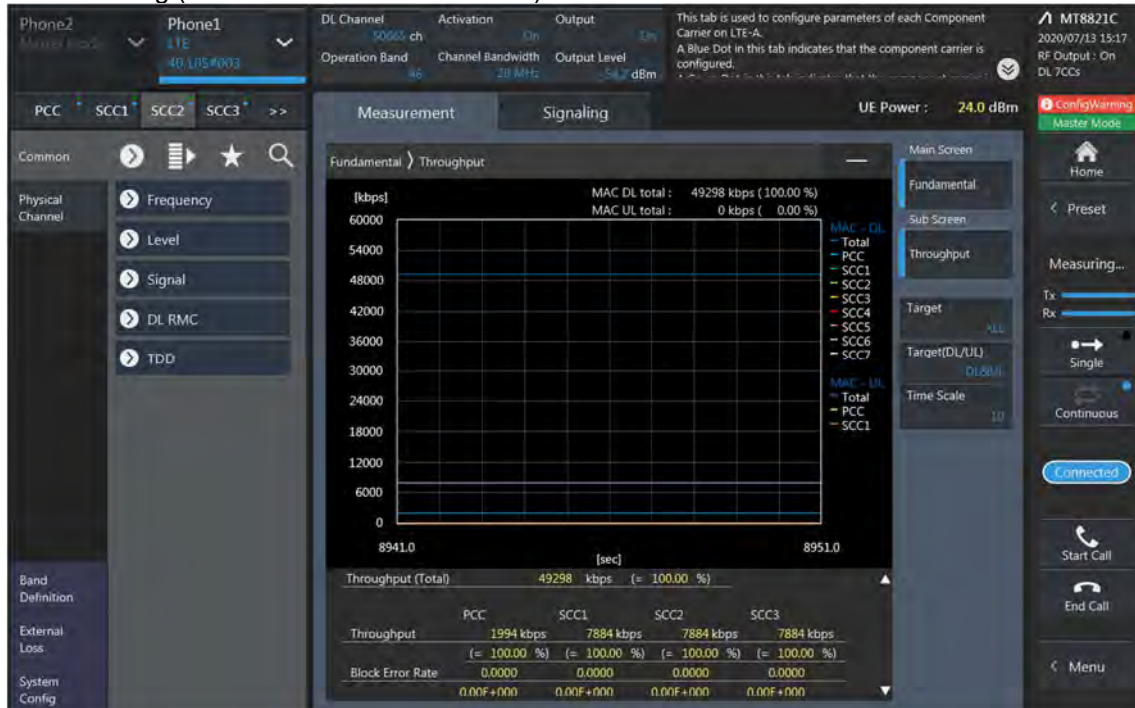 Phone2
Phone1
LTE
DL Channel
ch
Activation
On
Output
On
Operation Band
46
Channel Bandwidth
20 MHz
Output Level
-54.7 dBm
This tab is used to configure parameters of each Component
Carrier on LTE-A.
A Blue Dot in this tab indicates that the component carrier is
configured.
MT8821C
2020/07/13 15:17
RF Output : On
DL 7CCs
PCC SCC1 SCC2 SCC3 >>
Measurement
Signaling
UE Power : 24.0 dBm
ConfigWarning
Master Mode
Common
Physical
Channel
Frequency
Level
Signal
DL RMC
TDD
Band
Definition
External
Loss
System
Config
Fundamental ⟩ Throughput
[kbps]
MAC DL total : 49298 kbps (100.00 %)
MAC UL total : 0 kbps ( 0.00 %)
60000
54000
48000
42000
36000
30000
24000
18000
12000
6000
0
8941.0
8951.0
[sec]
MAC - DL
Total
PCC
SCC1
SCC2
SCC3
SCC4
SCC5
SCC6
SCC7
MAC - UL
Total
PCC
SCC1
Throughput (Total) 49298 kbps (= 100.00 %)
PCC SCC1 SCC2 SCC3
Throughput 1994 kbps 7884 kbps 7884 kbps 7884 kbps
(= 100.00 %) (= 100.00 %) (= 100.00 %) (= 100.00 %)
Block Error Rate 0.0000 0.0000 0.0000 0.0000
0.00E+000 0.00E+000 0.00E+000 0.00E+000
Main Screen
Fundamental
Sub Screen
Throughput
Target
ALL
Target(DL/UL)
DL&UL
Time Scale
10
Home
< Preset
Measuring...
Tx
Rx
Single
Continuous
Connected
Start Call
End Call
< Menu